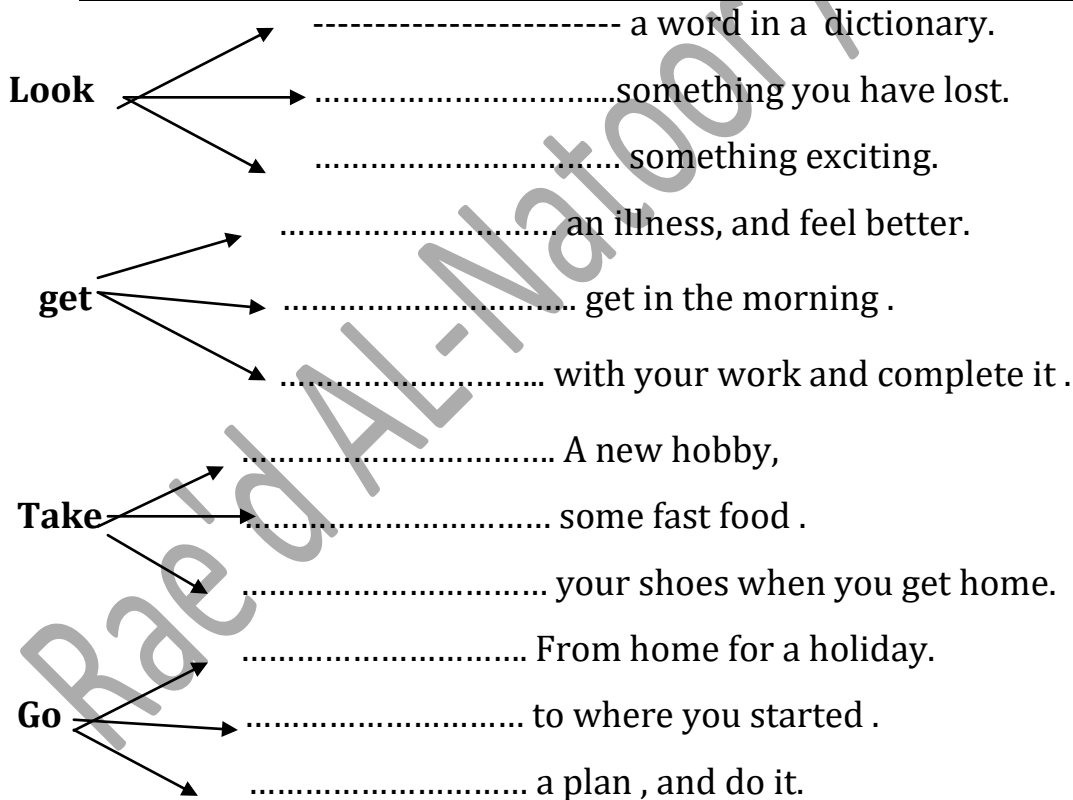 -------------------------- a word in a dictionary.
Look
…………………………...something you have lost.
…………………………… something exciting.
……………………….. an illness, and feel better.
get
……………………….... get in the morning .
……………………….. with your work and complete it .
……………………………. A new hobby,
Take
…………………………… some fast food .
…………………………… your shoes when you get home.
…………………………. From home for a holiday.
Go
………………………… to where you started .
………………………… a plan , and do it.
Rae'd AL-Natoor /